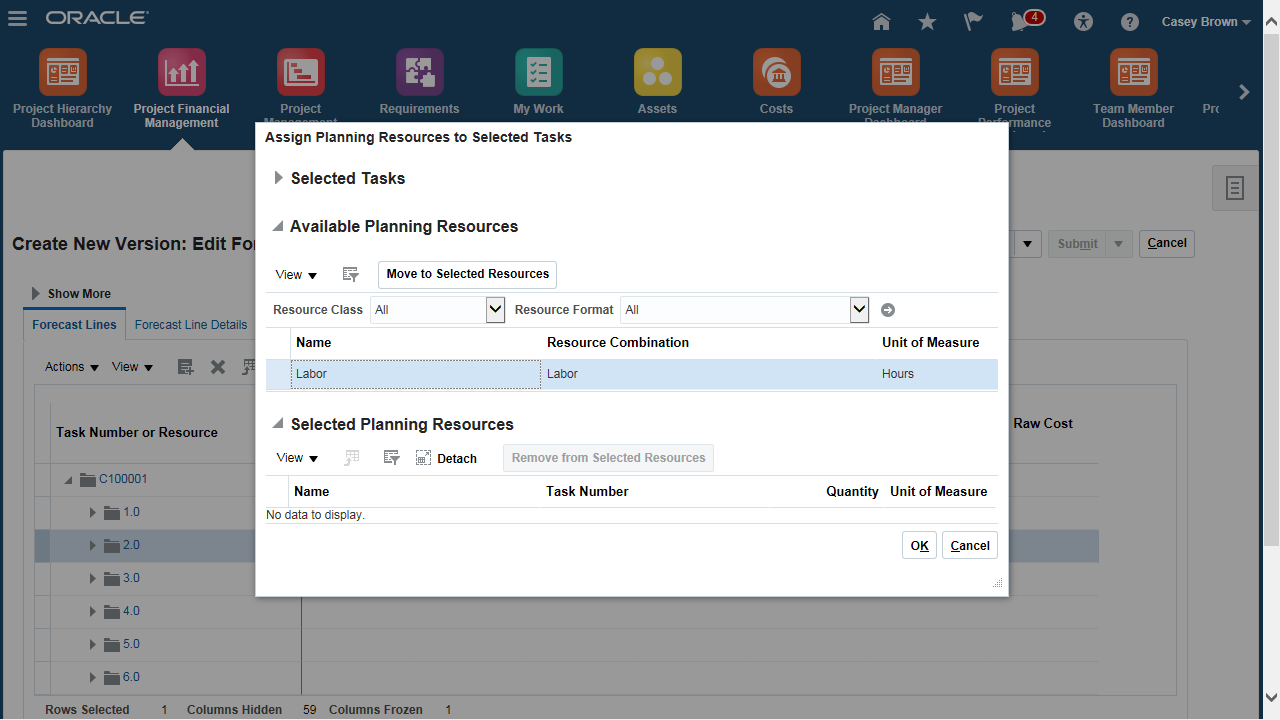 ORACLE
4
Casey Brown
Project Hierarchy Dashboard
Project Financial Management
Project Management
Requirements
My Work
Assets
Costs
Project Manager Dashboard
Project Performance
Team Member Dashboard
Assign Planning Resources to Selected Tasks
Selected Tasks
Available Planning Resources
Create New Version: Edit Fo
Submit
Cancel
View
Move to Selected Resources
Show More
Resource Class All Resource Format All
Forecast Lines Forecast Line Details
Name Resource Combination Unit of Measure
Actions View
Labor Labor Hours
Selected Planning Resources
Task Number or Resource
Raw Cost
View Detach Remove from Selected Resources
Name Task Number Quantity Unit of Measure
No data to display.
OK Cancel
C100001
1.0
2.0
3.0
4.0
5.0
6.0
Rows Selected 1 Columns Hidden 59 Columns Frozen 1